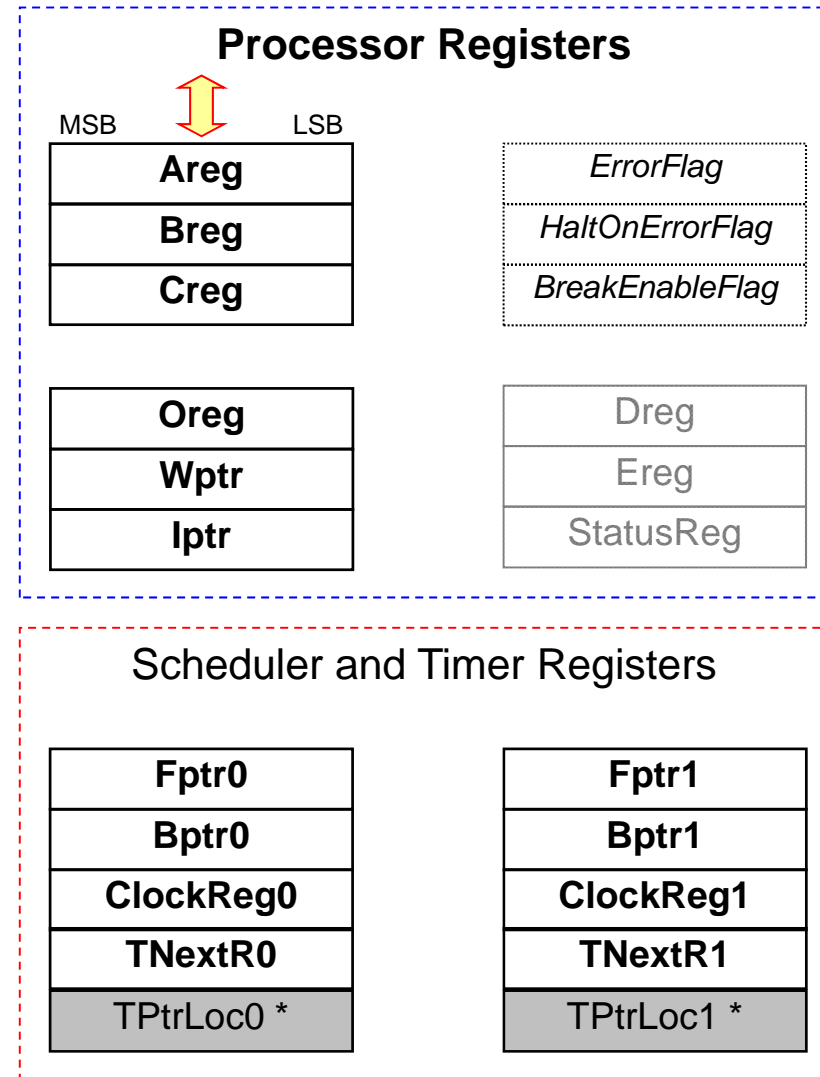 Processor Registers
MSB LSB
Areg
Breg
Creg
ErrorFlag
HaltOnErrorFlag
BreakEnableFlag
Oreg
Wptr
Iptr
Dreg
Ereg
StatusReg
Scheduler and Timer Registers
Fptr0
Bptr0
ClockReg0
TNextR0
TPtrLoc0 *
Fptr1
Bptr1
ClockReg1
TNextR1
TPtrLoc1 *